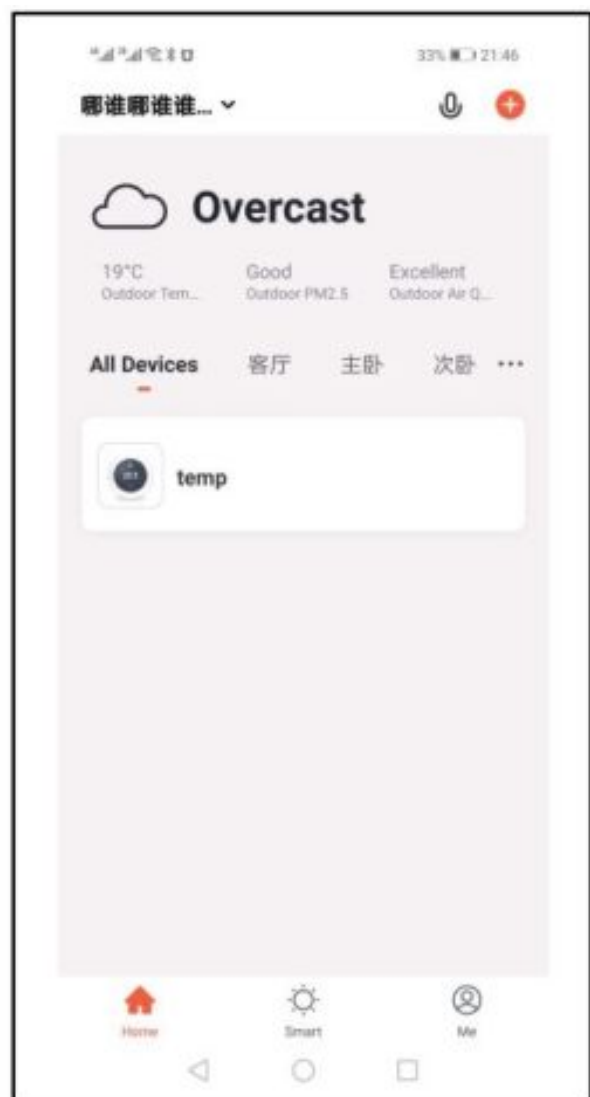 33% 21:46
哪谁哪谁谁...
Overcast
19°C Good Excellent
Outdoor Tem... Outdoor PM2.5 Outdoor Air Q...
All Devices 客厅 主卧 次卧 •••
temp
Home Smart Me